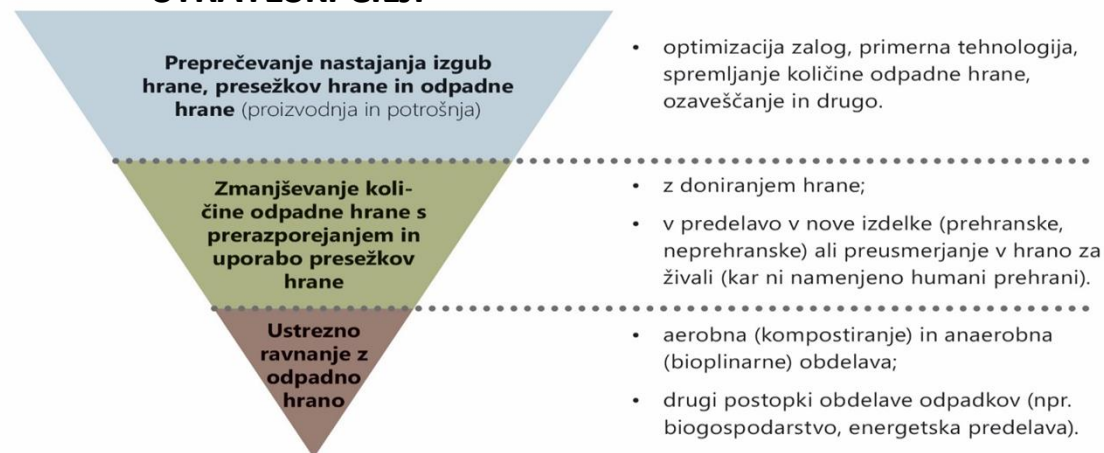 Preprečevanje nastajanja izgub
hrane, presežkov hrane in odpadne
hrane (proizvodnja in potrošnja)
• optimizacija zalog, primerna tehnologija,
spremljanje količine odpadne hrane,
ozaveščanje in drugo.
Zmanjševanje koli-
čine odpadne hrane s
prerazporejanjem in
uporabo presežkov
hrane
• z doniranjem hrane;
• v predelavo v nove izdelke (prehranske,
neprehranske) ali preusmerjanje v hrano za
živali (kar ni namenjeno humani prehrani).
Ustrezno
ravnanje z
odpadno
hrano
• aerobna (kompostiranje) in anaerobna
(bioplinarne) obdelava;
• drugi postopki obdelave odpadkov (npr.
biogospodarstvo, energetska predelava).